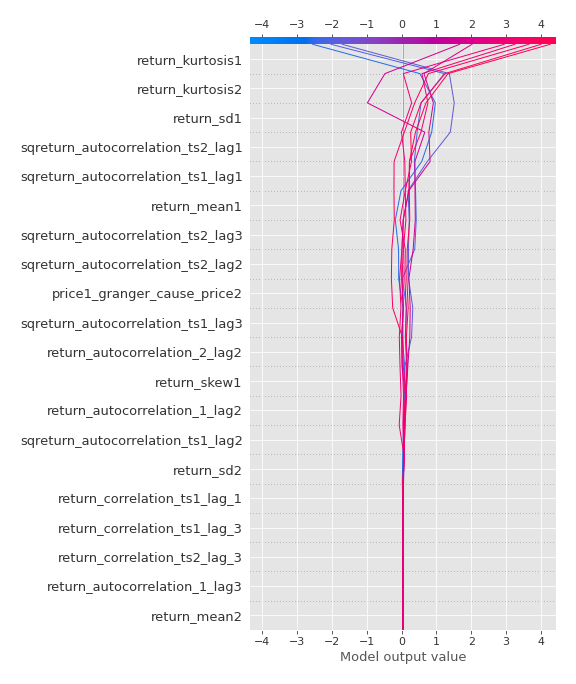 −4 −3 −2 −1 0 1 2 3 4
return_kurtosis1
return_kurtosis2
return_sd1
sqreturn_autocorrelation_ts2_lag1
sqreturn_autocorrelation_ts1_lag1
return_mean1
sqreturn_autocorrelation_ts2_lag3
sqreturn_autocorrelation_ts2_lag2
price1_granger_cause_price2
sqreturn_autocorrelation_ts1_lag3
return_autocorrelation_2_lag2
return_skew1
return_autocorrelation_1_lag2
sqreturn_autocorrelation_ts1_lag2
return_sd2
return_correlation_ts1_lag_1
return_correlation_ts1_lag_3
return_correlation_ts2_lag_3
return_autocorrelation_1_lag3
return_mean2
−4 −3 −2 −1 0 1 2 3 4
Model output value